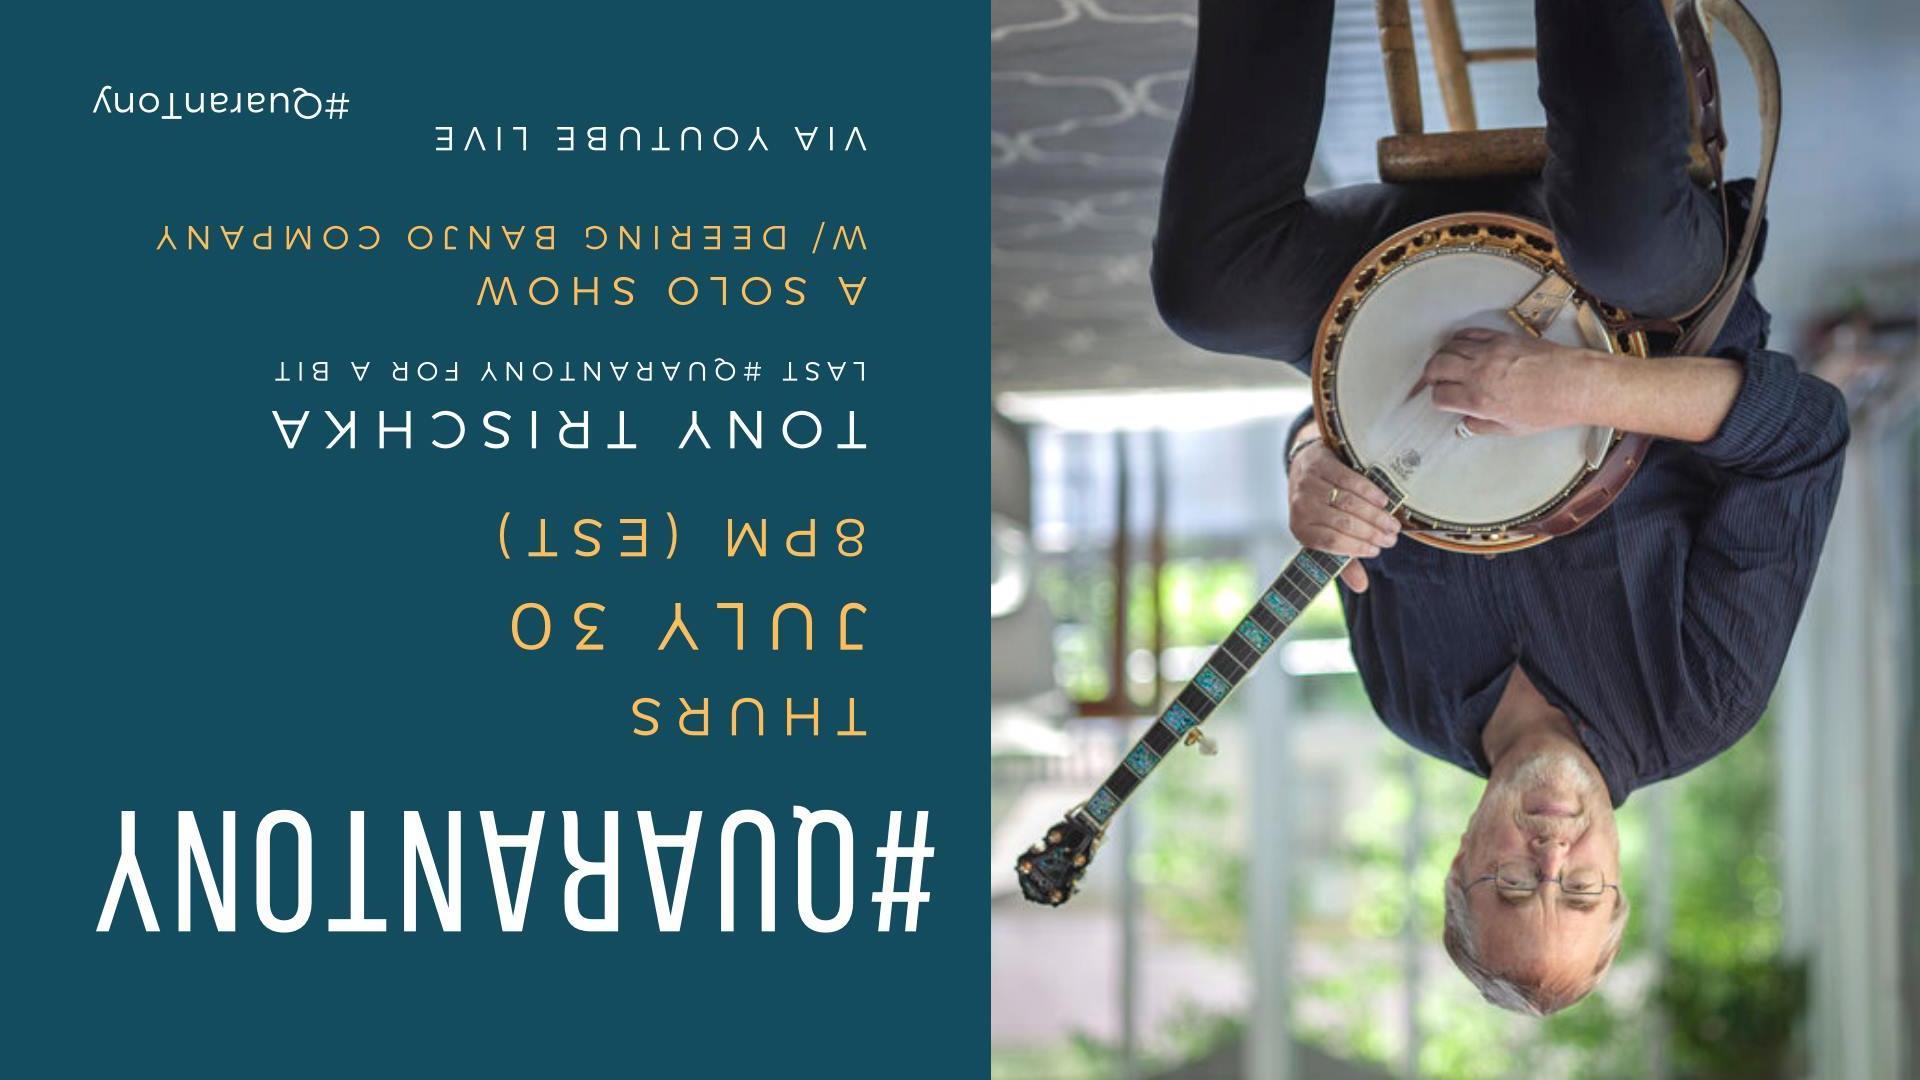 #QUARANTONY
THURS
JULY 30
8PM (EST)
TONY TRISCHKA
LAST #QUARANTONY FOR A BIT
A SOLO SHOW
W/ DEERING BANJO COMPANY
VIA YOUTUBE LIVE
#QuaranTony